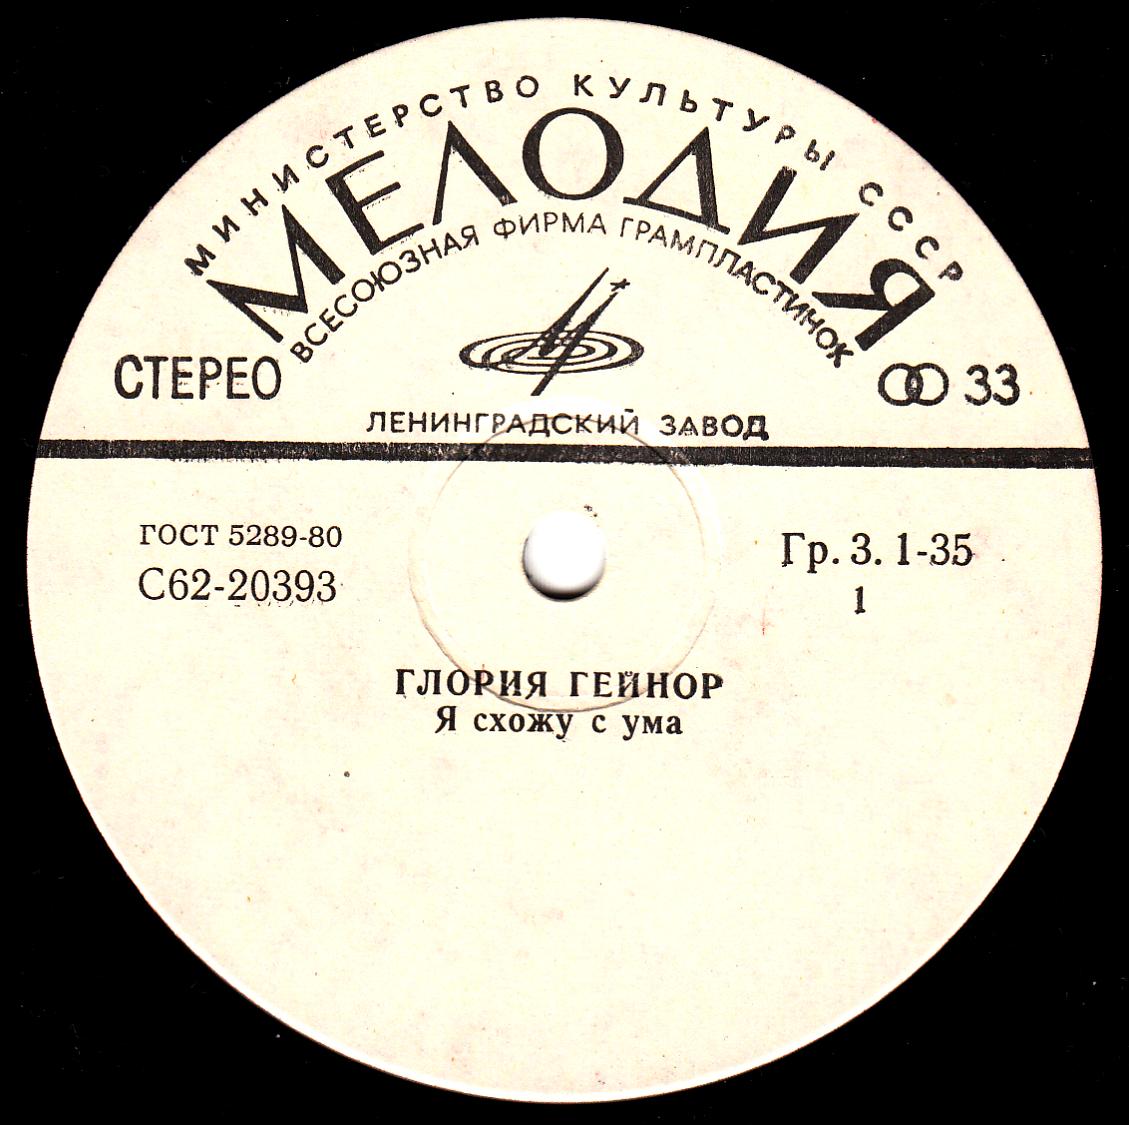 МИНИСТЕРСТВО КУЛЬТУРЫ СССР
МЕЛОДИЯ
ВСЕСОЮЗНАЯ ФИРМА ГРАМПЛАСТИНОК
СТЕРЕО
33
ЛЕНИНГРАДСКИЙ ЗАВОД
ГОСТ 5289-80
С62-20393
Гр. 3. 1-35
1
ГЛОРИЯ ГЕЙНОР
Я схожу с ума